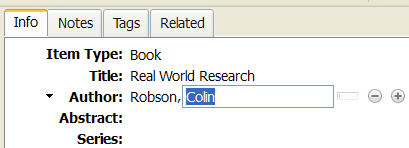 Info Notes Tags Related
Item Type: Book
Title: Real World Research
Author: Robson, Colin
Abstract:
Series: